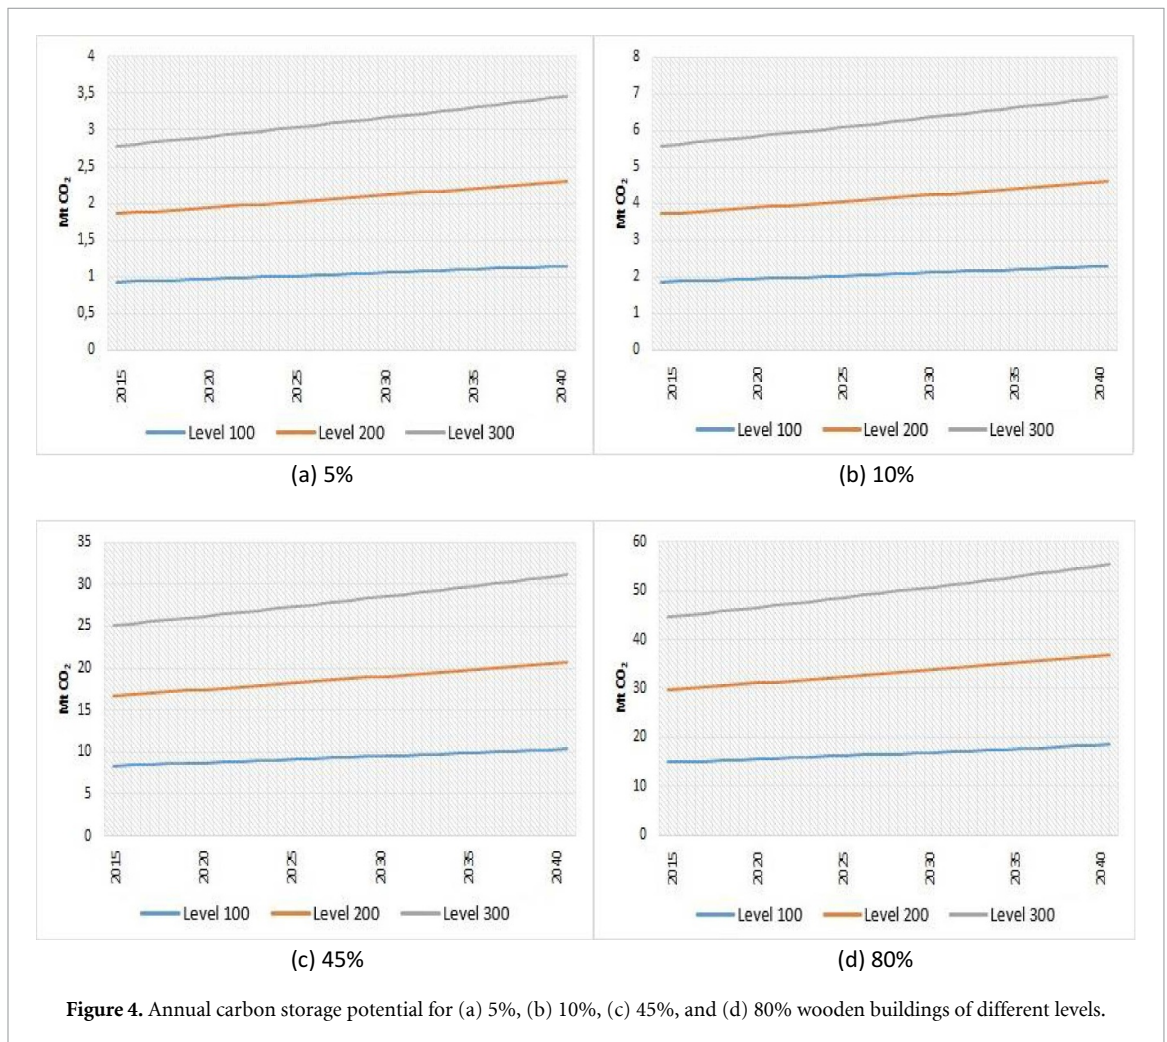 4
3,5
3
2,5
2
1,5
1
0,5
0
Mt CO₂
2015 2020 2025 2030 2035 2040
Level 100 Level 200 Level 300
(a) 5%
8
7
6
5
4
3
2
1
0
Mt CO₂
2015 2020 2025 2030 2035 2040
Level 100 Level 200 Level 300
(b) 10%
35
30
25
20
15
10
5
0
Mt CO₂
2015 2020 2025 2030 2035 2040
Level 100 Level 200 Level 300
(c) 45%
60
50
40
30
20
10
0
Mt CO₂
2015 2020 2025 2030 2035 2040
Level 100 Level 200 Level 300
(d) 80%
Figure 4. Annual carbon storage potential for (a) 5%, (b) 10%, (c) 45%, and (d) 80% wooden buildings of different levels.